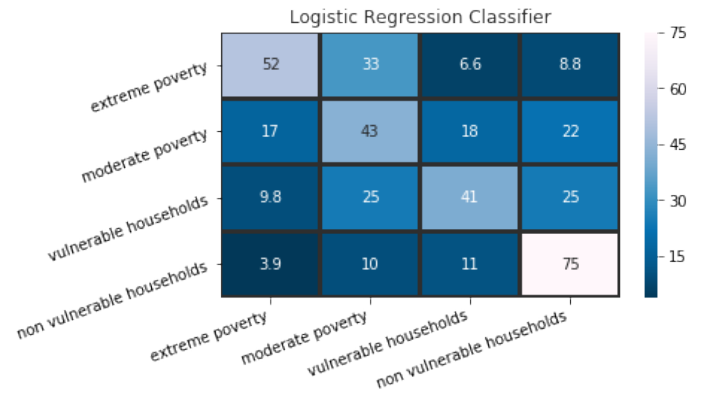 Logistic Regression Classifier
extreme poverty 52 33 6.6 8.8
moderate poverty 17 43 18 22
vulnerable households 9.8 25 41 25
non vulnerable households 3.9 10 11 75
extreme poverty
moderate poverty
vulnerable households
non vulnerable households
75
60
45
30
15